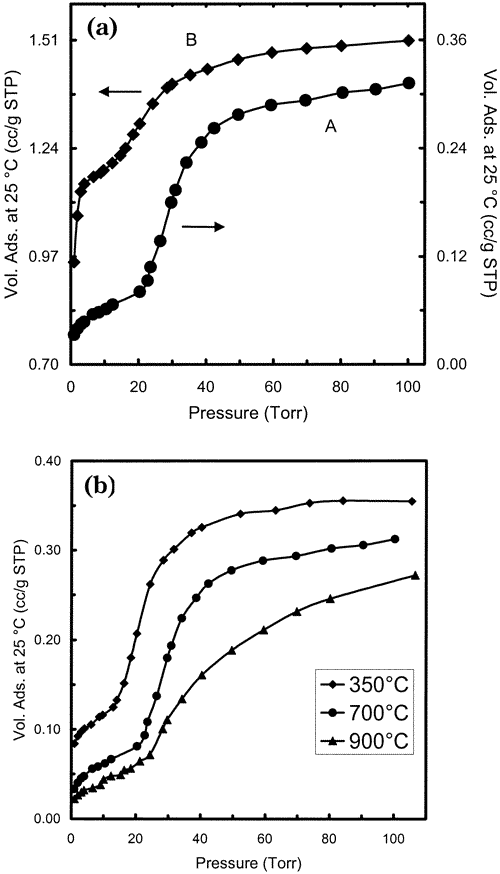 (a)
B
A
1.51
1.24
0.97
0.70
0.36
0.24
0.12
0.00
0 20 40 60 80 100
Pressure (Torr)
Vol. Ads. at 25 °C (cc/g STP)
Vol. Ads. at 25 °C (cc/g STP)
(b)
0.40
0.30
0.20
0.10
0.00
0 20 40 60 80 100
Pressure (Torr)
Vol. Ads. at 25 °C (cc/g STP)
350°C
700°C
900°C